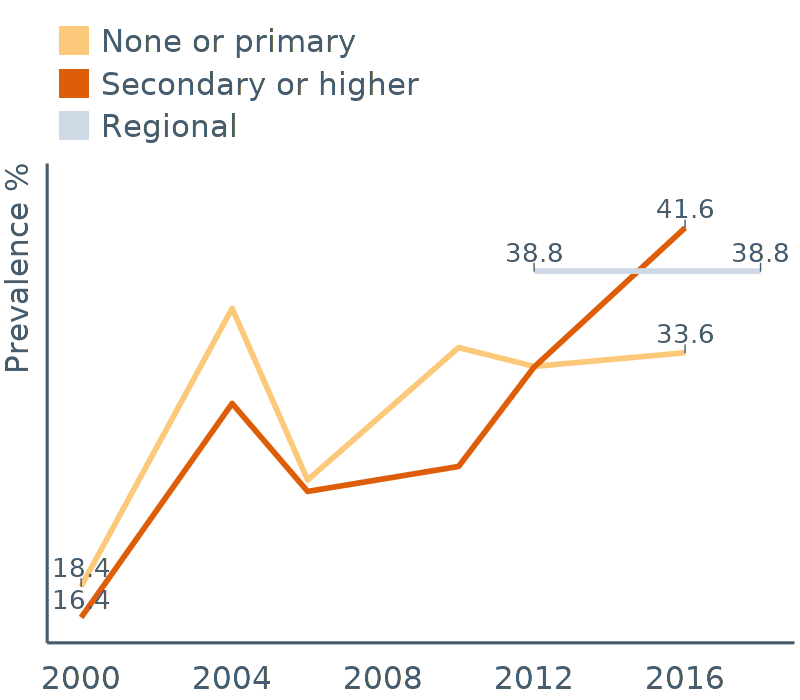 None or primary
Secondary or higher
Regional
Prevalence %
41.6
38.8
38.8
33.6
18.4
16.4
2000
2004
2008
2012
2016